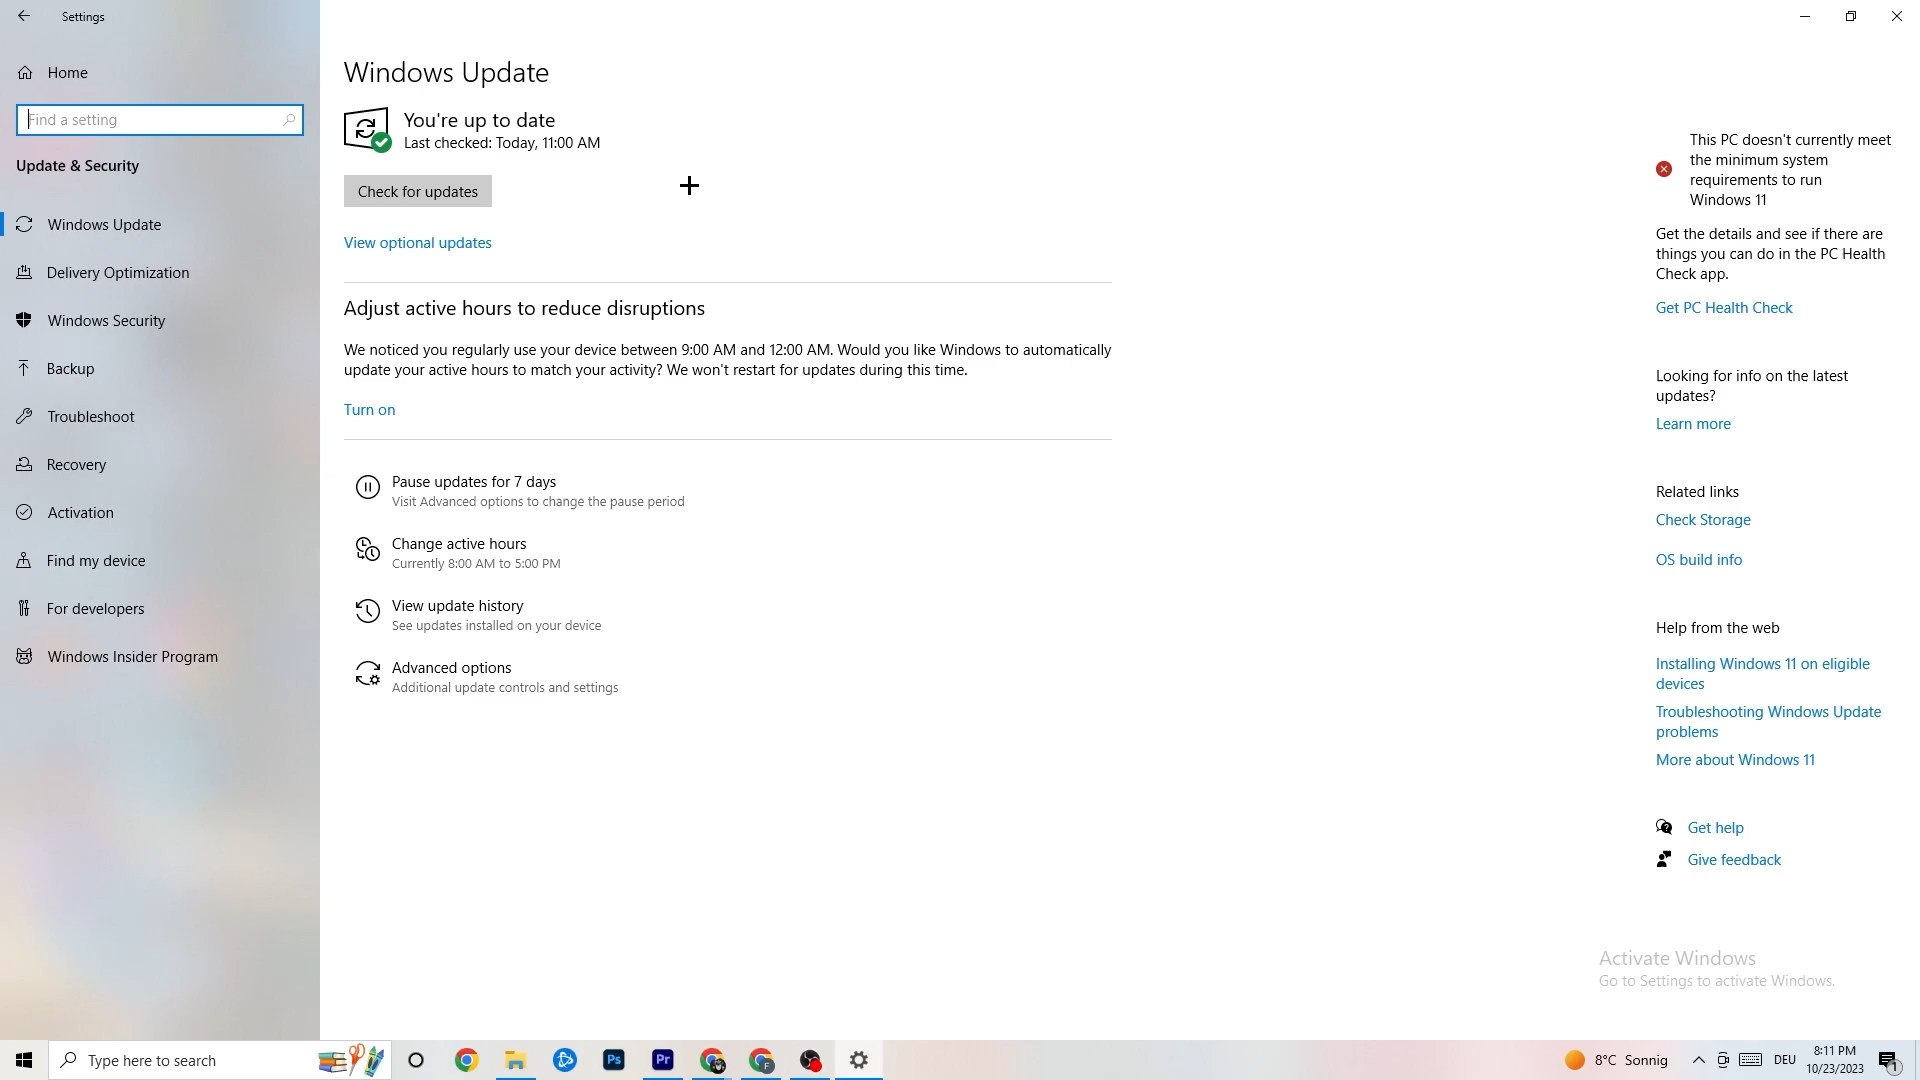 Settings
Home
Find a setting
Update & Security
Windows Update
Delivery Optimization
Windows Security
Backup
Troubleshoot
Recovery
Activation
Find my device
For developers
Windows Insider Program
Windows Update
You're up to date
Last checked: Today, 11:00 AM
Check for updates
View optional updates
Adjust active hours to reduce disruptions
We noticed you regularly use your device between 9:00 AM and 12:00 AM. Would you like Windows to automatically
update your active hours to match your activity? We won't restart for updates during this time.
Turn on
Pause updates for 7 days
Visit Advanced options to change the pause period
Change active hours
Currently 8:00 AM to 5:00 PM
View update history
See updates installed on your device
Advanced options
Additional update controls and settings
This PC doesn't currently meet
the minimum system
requirements to run
Windows 11
Get the details and see if there are
things you can do in the PC Health
Check app.
Get PC Health Check
Looking for info on the latest
updates?
Learn more
Related links
Check Storage
OS build info
Help from the web
Installing Windows 11 on eligible
devices
Troubleshooting Windows Update
problems
More about Windows 11
Get help
Give feedback
Activate Windows
Go to Settings to activate Windows.
Type here to search
Ps
Pr
F
8°C Sonnig
DEU
8:11 PM
10/23/2023
1